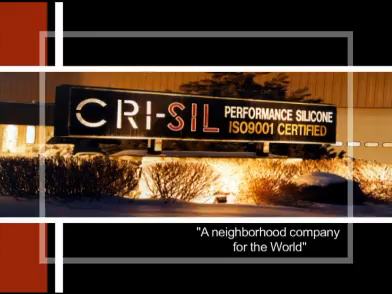 CRI-SIL PERFORMANCE SILICONE
ISO9001 CERTIFIED
"A neighborhood company
for the World"